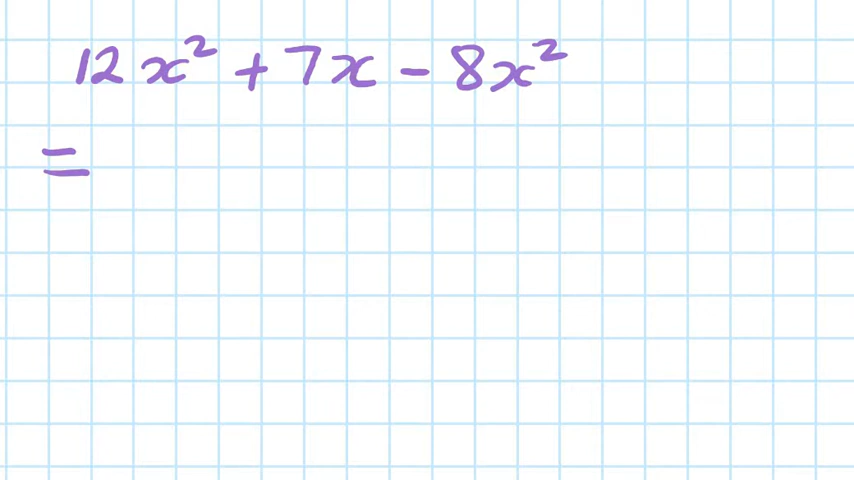 12x² + 7x - 8x²
=